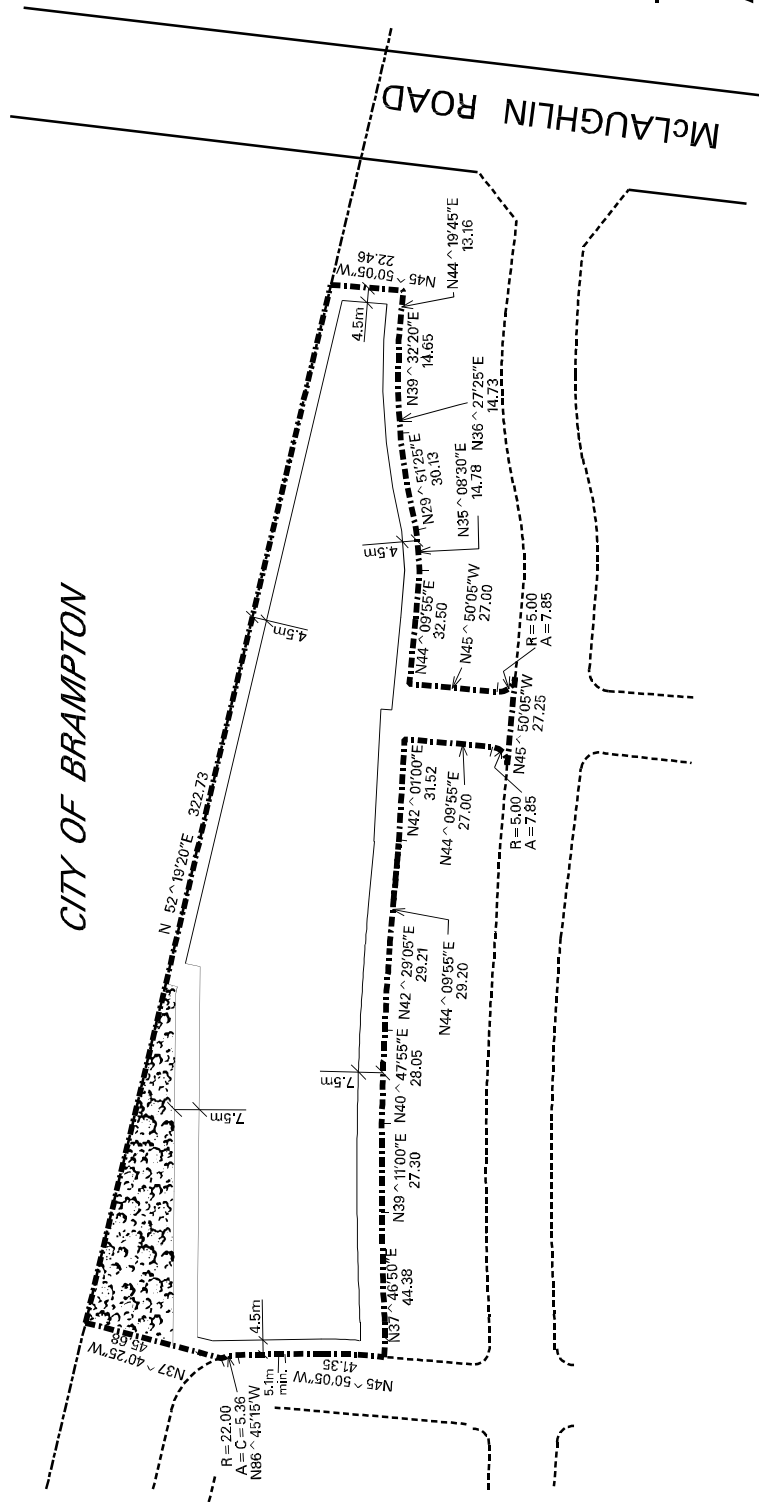 McLAUGHLIN ROAD
N44^19'45"E
13.16
N45^50'05"W
22.46
4.5m
N39^32'20"E
14.65
N36^27'25"E
14.73
N29^51'25"E
30.13
N35^08'30"E
14.78
4.5m
N44^09'55"E
32.50
N45^50'05"W
27.00
R=5.00
A=7.85
4.5m
CITY OF BRAMPTON
N 52^19'20"E 322.73
N45^50'05"W
27.25
N42^01'00"E
31.52
N44^09'55"E
27.00
R=5.00
A=7.85
N42^29'05"E
29.21
N44^09'55"E
29.20
N40^47'55"E
28.05
7.5m
7.5m
N39^11'00"E
27.30
N37^46'50"E
44.38
4.5m
N37^40'25"W
45.68
5.1m
min.
N45^50'05"W
41.35
R=22.00
A=C=5.36
N86^45'15"W